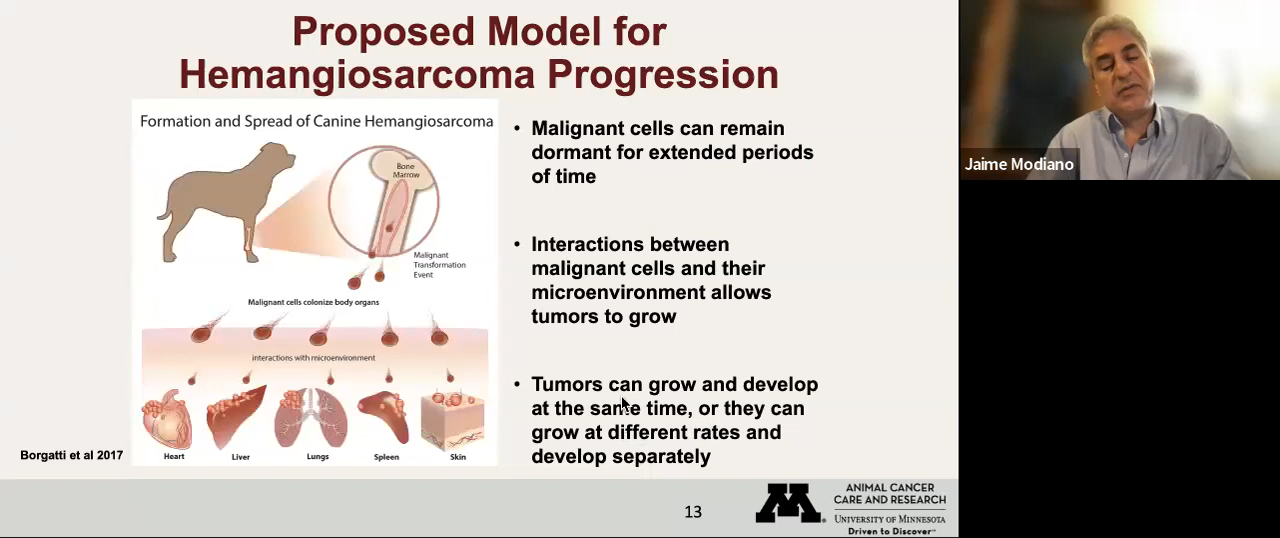 Proposed Model for
Hemangiosarcoma Progression
Formation and Spread of Canine Hemangiosarcoma
Bone
Marrow
Malignant
Transformation
Event
Malignant cells colonize body organs
interactions with microenvironment
Heart Liver Lungs Spleen Skin
Borgatti et al 2017
• Malignant cells can remain
dormant for extended periods
of time
• Interactions between
malignant cells and their
microenvironment allows
tumors to grow
• Tumors can grow and develop
at the same time, or they can
grow at different rates and
develop separately
13
M
ANIMAL CANCER
CARE AND RESEARCH
UNIVERSITY OF MINNESOTA
Driven to Discover™
Jaime Modiano